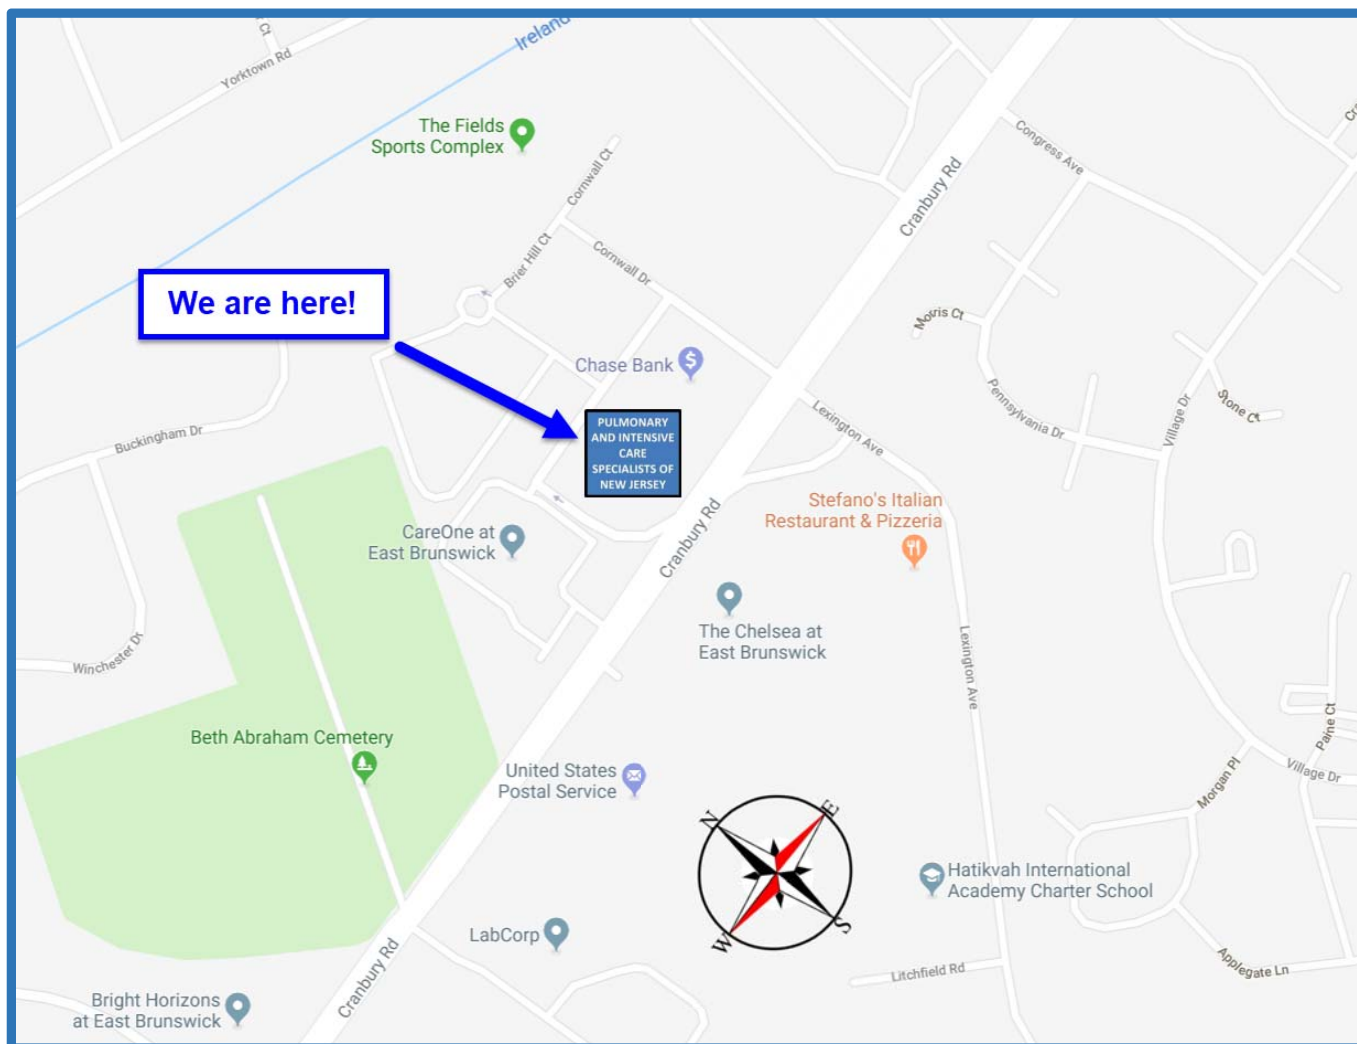 Ct
Yorktown Rd
Ireland
The Fields
Sports Complex
Cornwall Ct
Congress Ave
Cranbury Rd
Brier Hill Ct
Cornwall Dr
We are here!
Morris Ct
Chase Bank
Pennsylvania Dr
Village Dr
Stone Ct
Buckingham Dr
PULMONARY
AND INTENSIVE
CARE
SPECIALISTS OF
NEW JERSEY
Lexington Ave
Stefano's Italian
Restaurant & Pizzeria
CareOne at
East Brunswick
Cranbury Rd
The Chelsea at
East Brunswick
Winchester Dr
Lexington Ave
Paine Ct
Beth Abraham Cemetery
United States
Postal Service
Morgan Pl
Village Dr
N
E
S
W
Hatikvah International
Academy Charter School
LabCorp
Cranbury Rd
Litchfield Rd
Applegate Ln
Bright Horizons
at East Brunswick